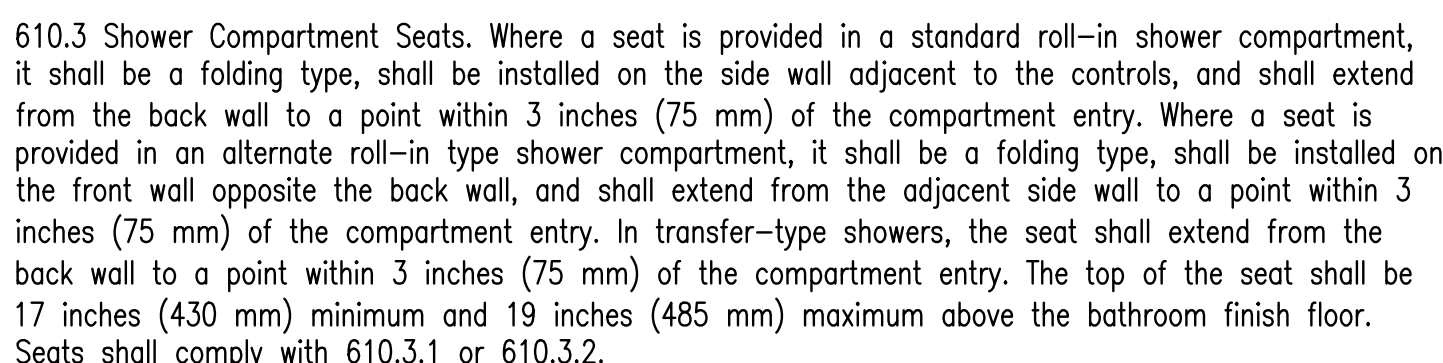 610.3 Shower Compartment Seats. Where a seat is provided in a standard roll-in shower compartment,
it shall be a folding type, shall be installed on the side wall adjacent to the controls, and shall extend
from the back wall to a point within 3 inches (75 mm) of the compartment entry. Where a seat is
provided in an alternate roll-in type shower compartment, it shall be a folding type, shall be installed on
the front wall opposite the back wall, and shall extend from the adjacent side wall to a point within 3
inches (75 mm) of the compartment entry. In transfer-type showers, the seat shall extend from the
back wall to a point within 3 inches (75 mm) of the compartment entry. The top of the seat shall be
17 inches (430 mm) minimum and 19 inches (485 mm) maximum above the bathroom finish floor.
Seats shall comply with 610.3.1 or 610.3.2.